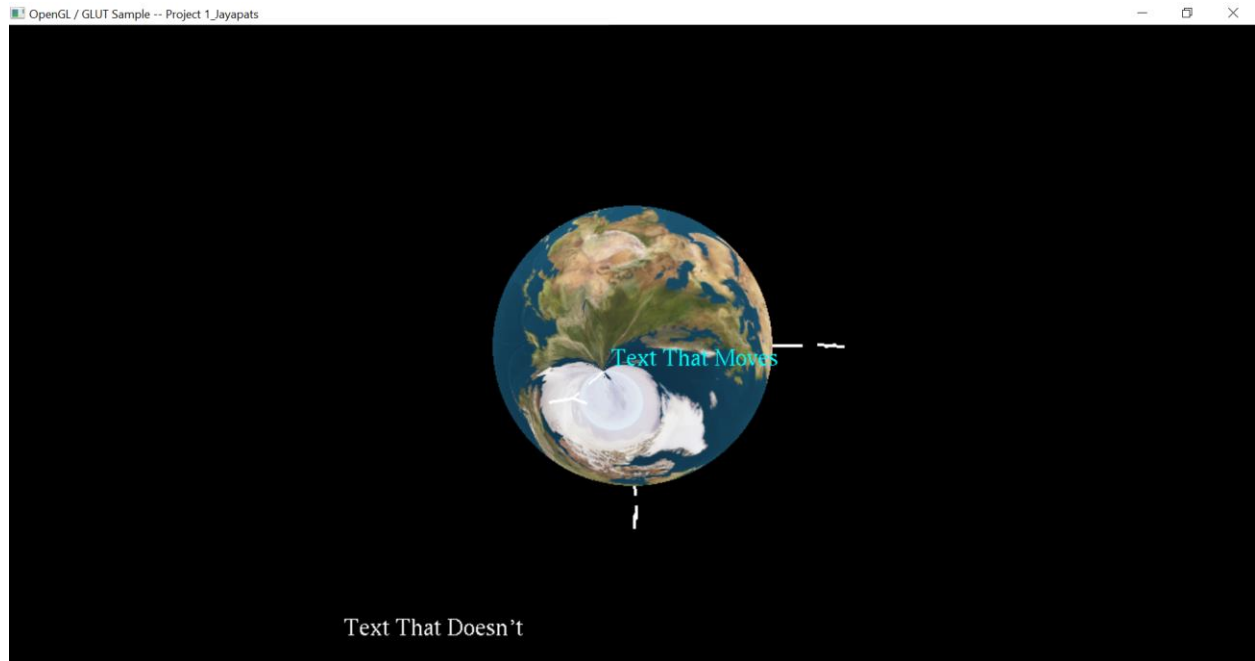 OpenGL / GLUT Sample -- Project 1_Jayapats
Text That Moves
Text That Doesn’t